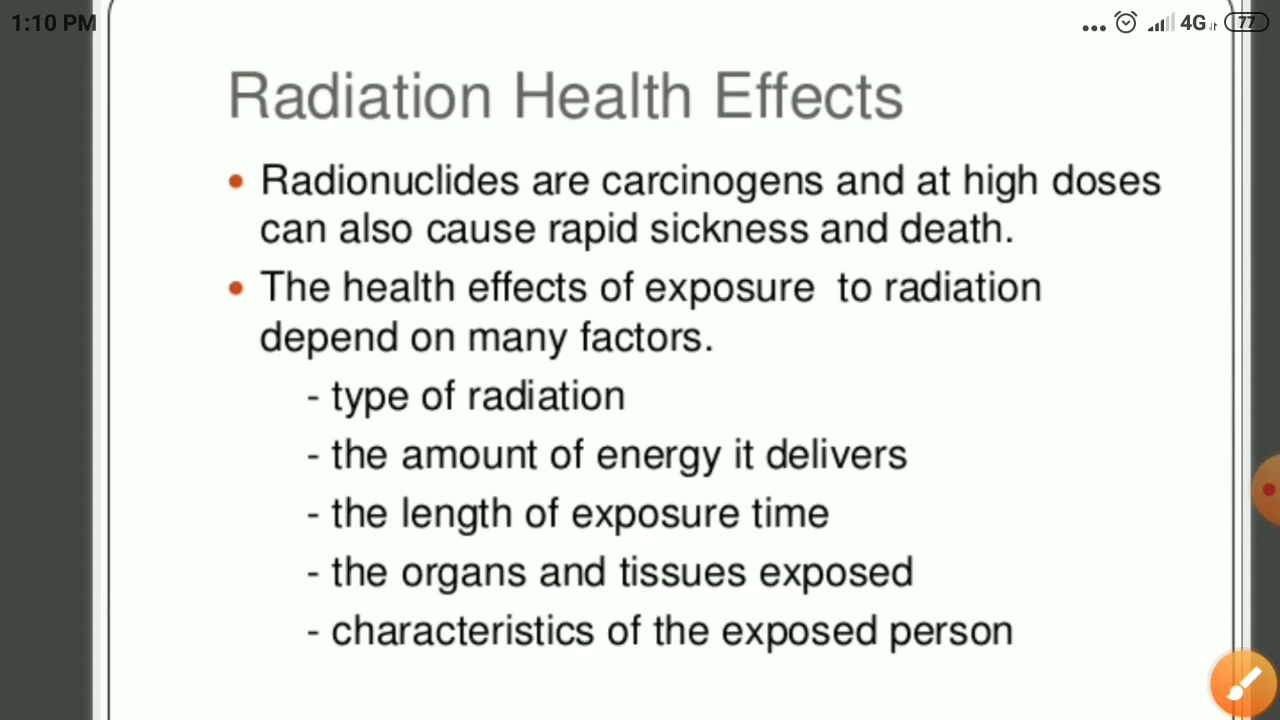 1:10 PM
4G
77
Radiation Health Effects
• Radionuclides are carcinogens and at high doses
can also cause rapid sickness and death.
• The health effects of exposure  to radiation
depend on many factors.
- type of radiation
- the amount of energy it delivers
- the length of exposure time
- the organs and tissues exposed
- characteristics of the exposed person